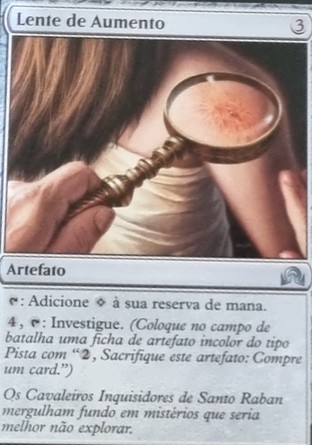 Lente de Aumento 3
Artefato
: Adicione à sua reserva de mana.
4, : Investigue. (Coloque no campo de
batalha uma ficha de artefato incolor do tipo
Pista com “2, Sacrifique este artefato: Compre
um card.”)
Os Cavaleiros Inquisidores de Santo Raban
mergulham fundo em mistérios que seria
melhor não explorar.